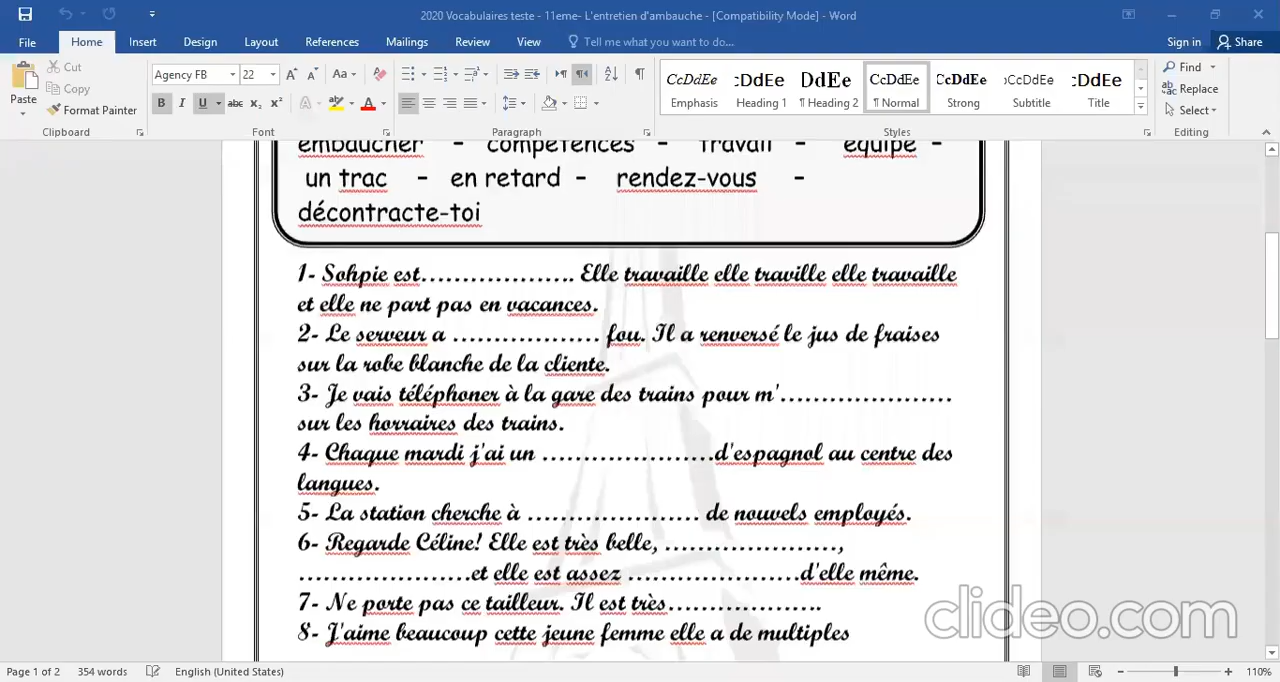 2020 Vocabulaires teste - 11eme- L'entretien d'ambauche - [Compatibility Mode] - Word
File Home Insert Design Layout References Mailings Review View Tell me what you want to do... Sign in Share
Cut
Copy
Format Painter
Paste
Clipboard
Agency FB 22
Font
Paragraph
CcDdEe CcDdEe DdEe CcDdEe CcDdEe CcDdEe CcDdEe
Emphasis Heading 1 ¶ Heading 2 ¶ Normal Strong Subtitle Title
Styles
Find
Replace
Select
Editing
embaucher - compétences - travail - équipe -
un trac - en retard - rendez-vous -
décontracte-toi
1- Sohpie est………………. Elle travaille elle traville elle travaille
et elle ne part pas en vacances.
2- Le serveur a ……………… fou. Il a renversé le jus de fraises
sur la robe blanche de la cliente.
3- Je vais téléphoner à la gare des trains pour m'…………………
sur les horraires des trains.
4- Chaque mardi j'ai un …………………d'espagnol au centre des
langues.
5- La station cherche à ………………… de nouvels employés.
6- Regarde Céline! Elle est très belle, …………………,
…………………et elle est assez …………………d'elle même.
7- Ne porte pas ce tailleur. Il est très……………….
8- J'aime beaucoup cette jeune femme elle a de multiples
clideo.com
Page 1 of 2 354 words English (United States) 110%